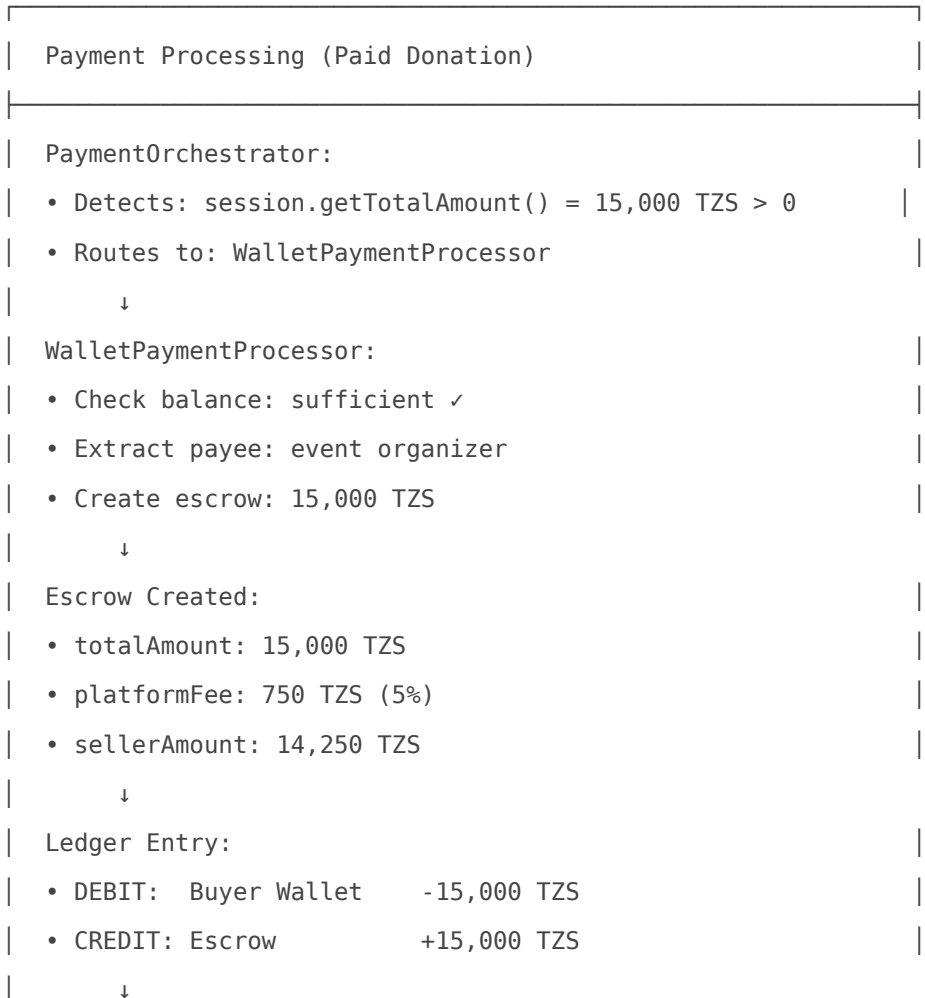 Payment Processing (Paid Donation)
PaymentOrchestrator:
• Detects: session.getTotalAmount() = 15,000 TZS > 0
• Routes to: WalletPaymentProcessor
↓
WalletPaymentProcessor:
• Check balance: sufficient ✓
• Extract payee: event organizer
• Create escrow: 15,000 TZS
↓
Escrow Created:
• totalAmount: 15,000 TZS
• platformFee: 750 TZS (5%)
• sellerAmount: 14,250 TZS
↓
Ledger Entry:
• DEBIT:  Buyer Wallet    -15,000 TZS
• CREDIT: Escrow          +15,000 TZS
↓